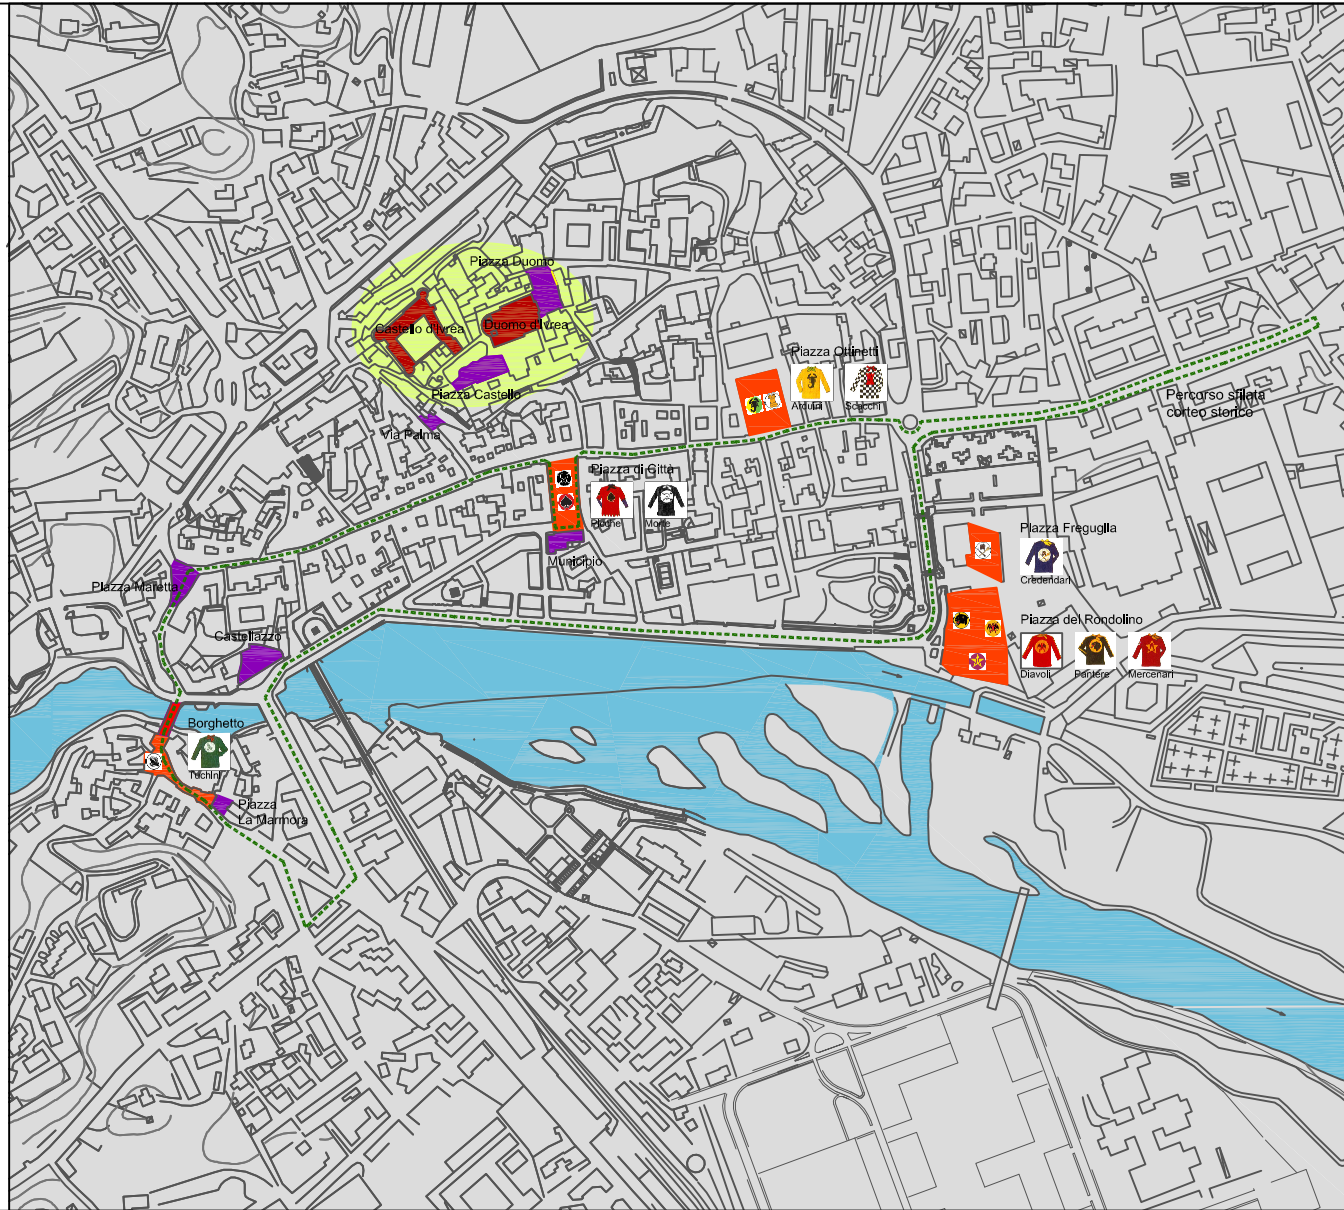 Piazza Duomo
Castello d'Ivrea
Duomo d'Ivrea
Piazza Castello
Via Palma
Piazza Ottinetti
Arduini
Scacchi
Percorso sfilata
corteo storico
Piazza di Città
Picche
Morte
Municipio
Piazza Freguglia
Credendari
Piazza Maretta
Castellazzo
Piazza del Rondolino
Diavoli
Pantere
Mercenari
Borghetto
Tuchini
Piazza
La Marmora